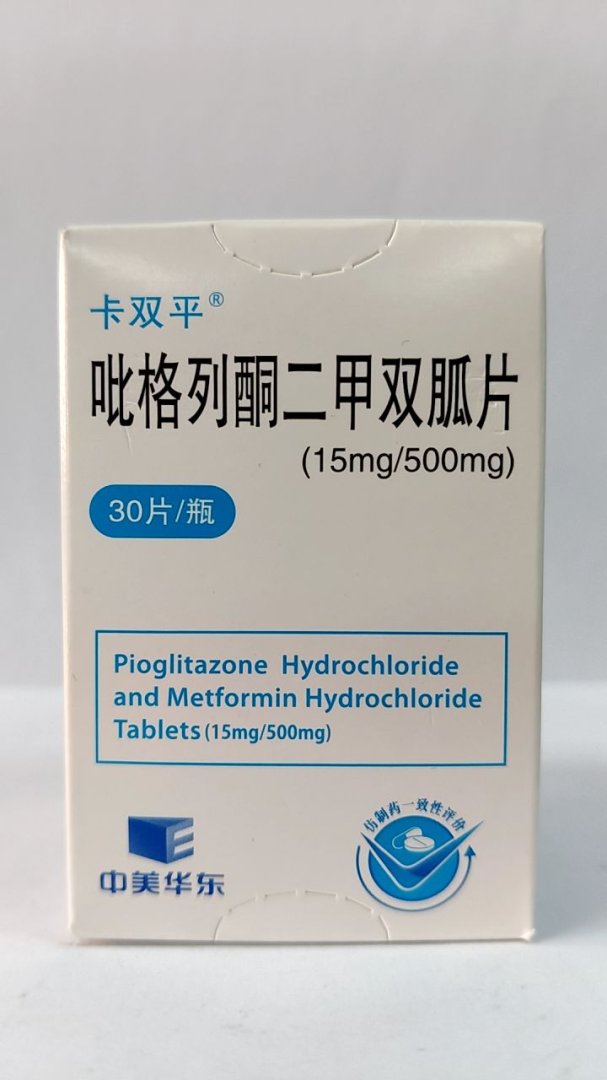 卡双平®
吡格列酮二甲双胍片
(15mg/500mg)
30片/瓶
Pioglitazone Hydrochloride
and Metformin Hydrochloride
Tablets (15mg/500mg)
仿制药一致性评价
中美华东